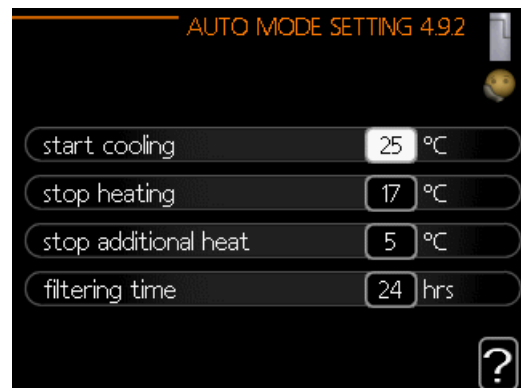 AUTO MODE SETTING 4.9.2
start cooling 25 °C
stop heating 17 °C
stop additional heat 5 °C
filtering time 24 hrs
?